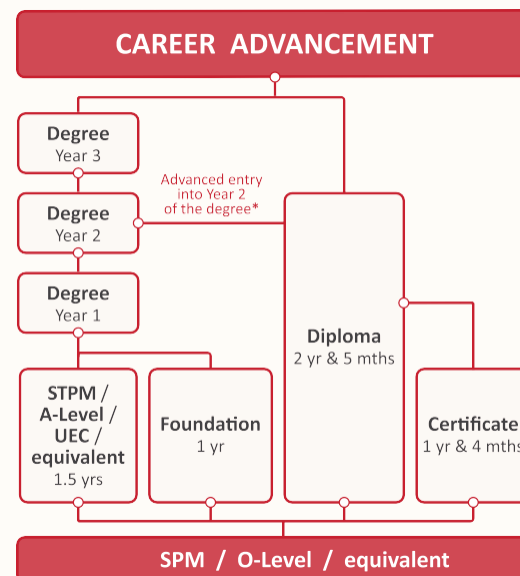 CAREER ADVANCEMENT
Degree
Year 3
Advanced entry
into Year 2
of the degree*
Degree
Year 2
Degree
Year 1
Diploma
2 yr & 5 mths
STPM /
A-Level /
UEC /
equivalent
1.5 yrs
Foundation
1 yr
Certificate
1 yr & 4 mths
SPM / O-Level / equivalent